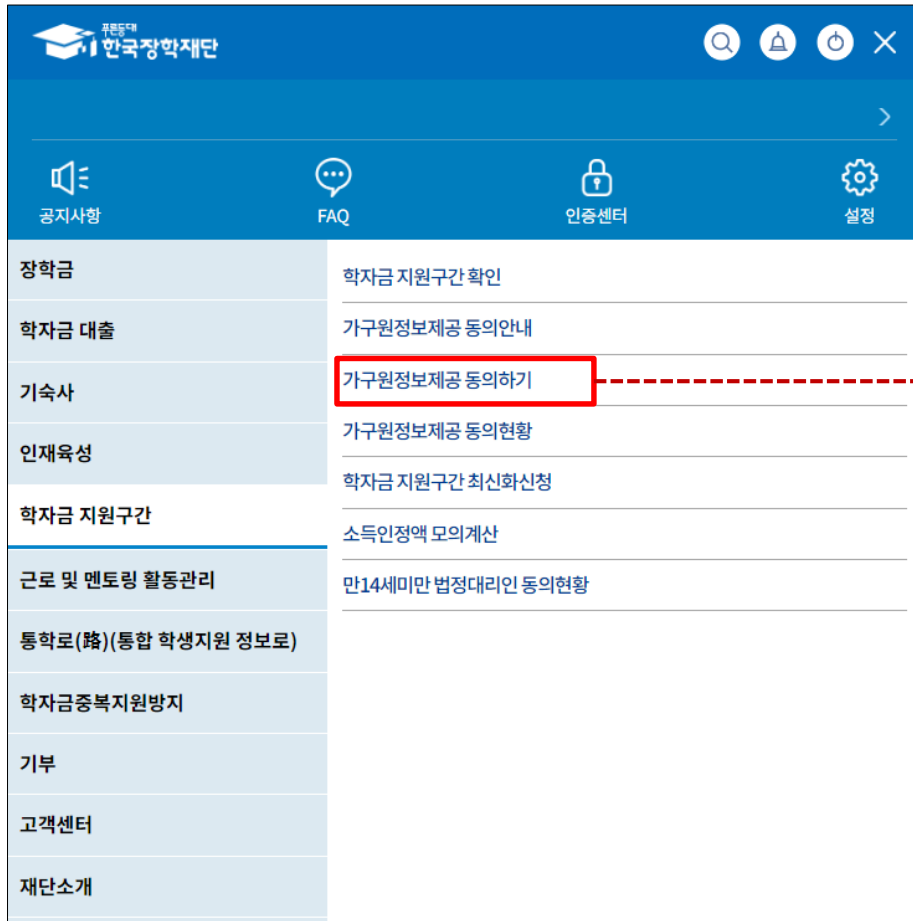 푸른등대
한국장학재단
공지사항
FAQ
인증센터
설정
장학금
학자금 대출
기숙사
인재육성
학자금 지원구간
근로 및 멘토링 활동관리
통학로(路)(통합 학생지원 정보로)
학자금중복지원방지
기부
고객센터
재단소개
학자금 지원구간 확인
가구원정보제공 동의안내
가구원정보제공 동의하기
가구원정보제공 동의현황
학자금 지원구간 최신화신청
소득인정액 모의계산
만14세미만 법정대리인 동의현황